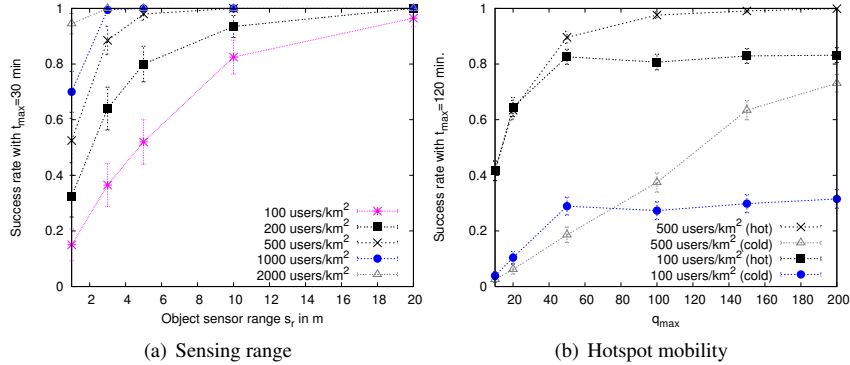 Success rate with t_max=30 min
1
0.8
0.6
0.4
0.2
0
2 4 6 8 10 12 14 16 18 20
Object sensor range s_r in m
100 users/km²
200 users/km²
500 users/km²
1000 users/km²
2000 users/km²
(a) Sensing range
Success rate with t_max=120 min.
1
0.8
0.6
0.4
0.2
0
20 40 60 80 100 120 140 160 180 200
q_max
500 users/km² (hot)
500 users/km² (cold)
100 users/km² (hot)
100 users/km² (cold)
(b) Hotspot mobility